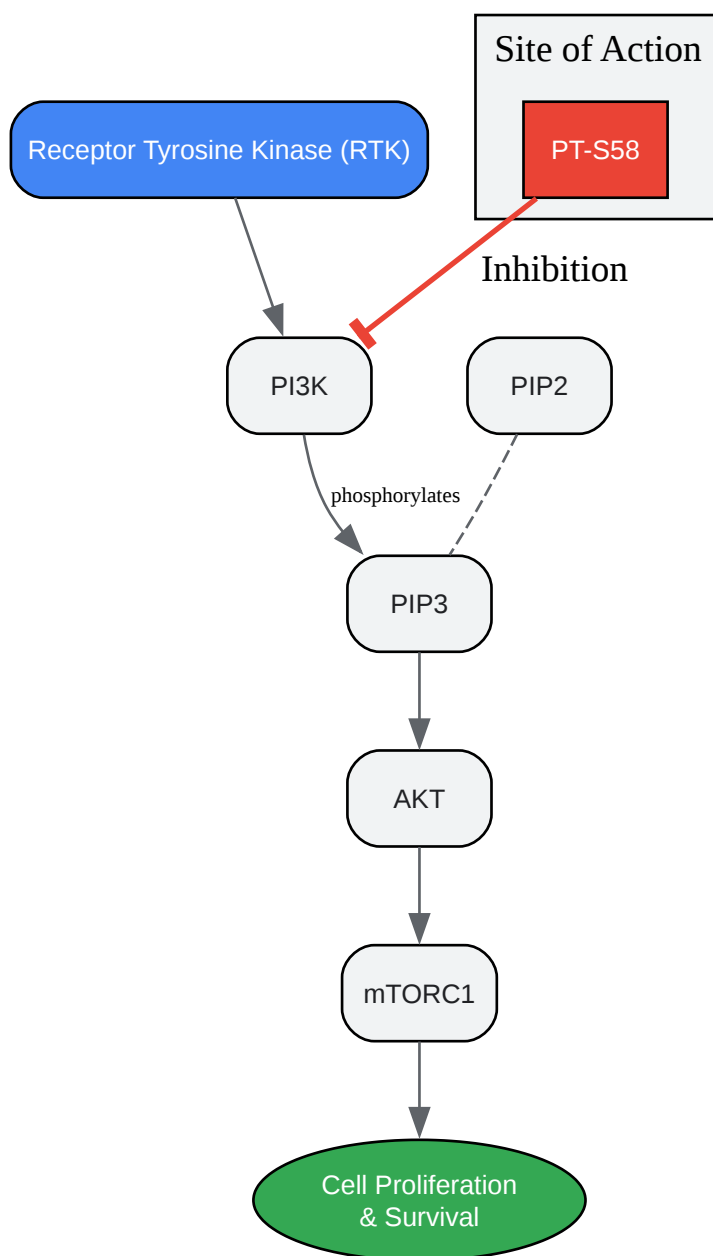 Site of Action
Receptor Tyrosine Kinase (RTK)
PT-S58
Inhibition
PI3K
PIP2
phosphorylates
PIP3
AKT
mTORC1
Cell Proliferation
& Survival